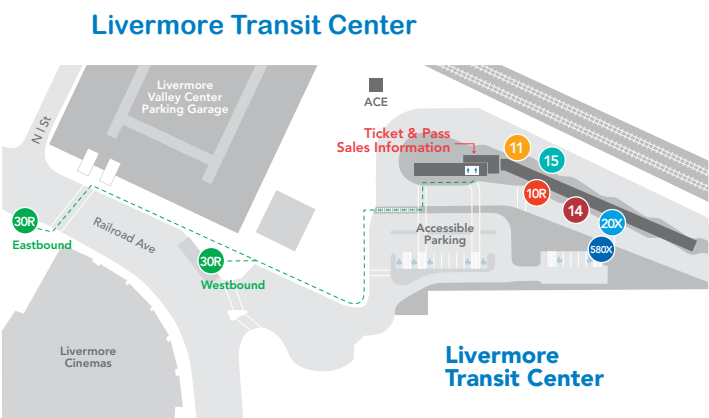 Livermore Transit Center
Livermore
Valley Center
Parking Garage
ACE
N I St
Ticket & Pass
Sales Information
11
15
10R
14
20X
580X
30R
Eastbound
Railroad Ave
30R
Westbound
Accessible
Parking
Livermore
Cinemas
Livermore
Transit Center